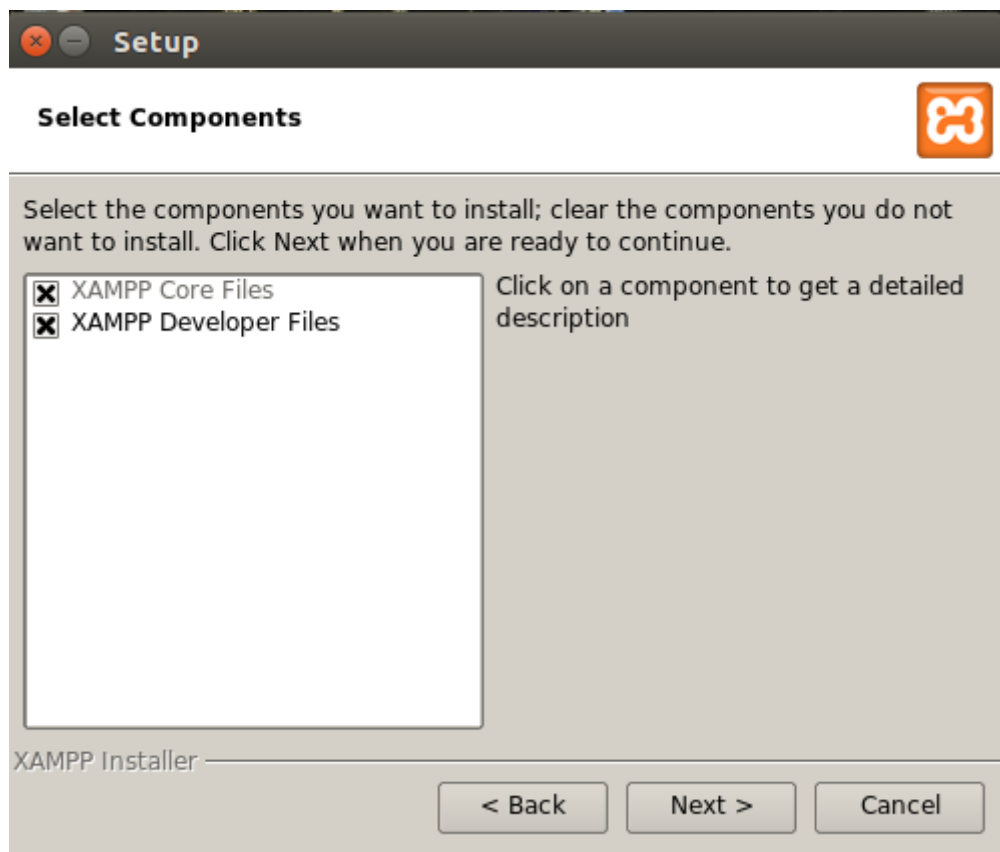 Setup
Select Components
Select the components you want to install; clear the components you do not
want to install. Click Next when you are ready to continue.
XAMPP Core Files
XAMPP Developer Files
Click on a component to get a detailed
description
XAMPP Installer
< Back
Next >
Cancel